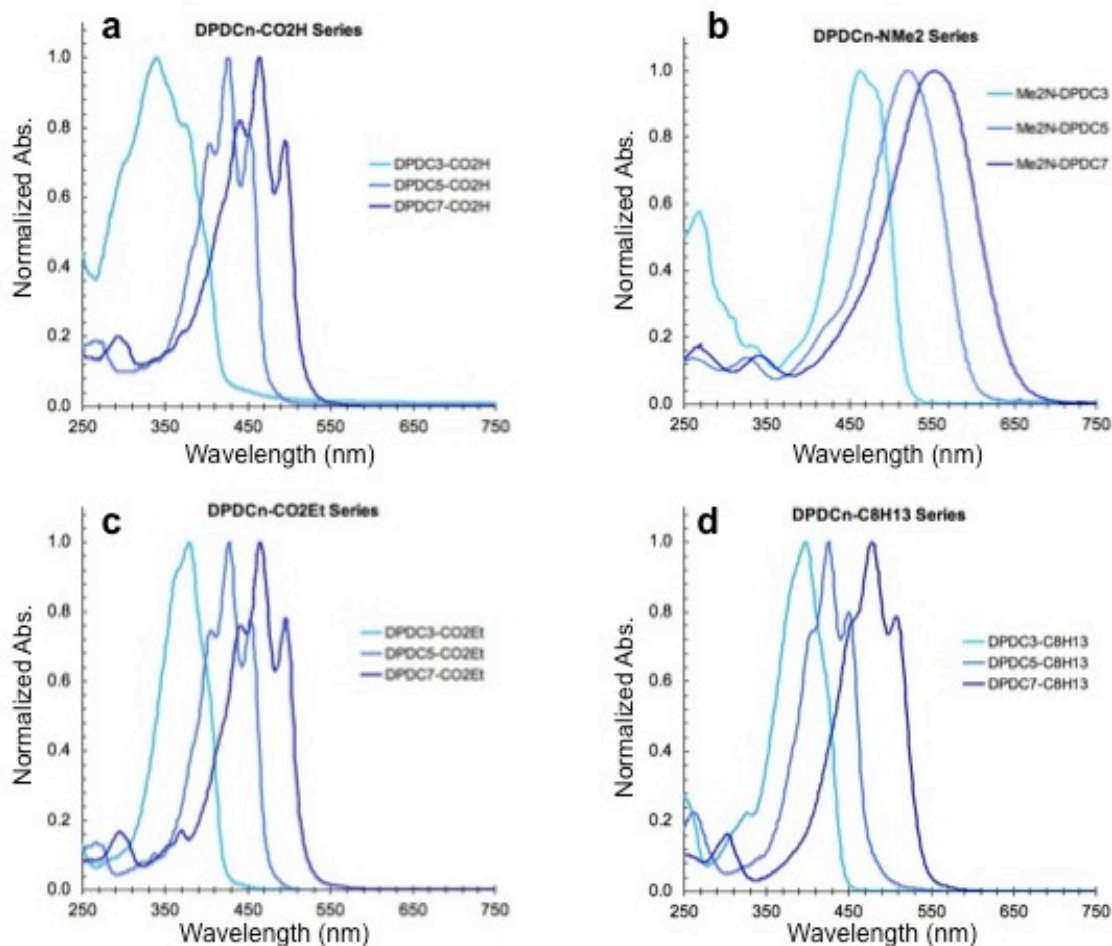 a
DPDCn-CO2H Series
Normalized Abs.
1.0
0.8
0.6
0.4
0.2
0.0
DPDC3-CO2H
DPDC5-CO2H
DPDC7-CO2H
250 350 450 550 650 750
Wavelength (nm)
b
DPDCn-NMe2 Series
Normalized Abs.
1.0
0.8
0.6
0.4
0.2
0.0
Me2N-DPDC3
Me2N-DPDC5
Me2N-DPDC7
250 350 450 550 650 750
Wavelength (nm)
c
DPDCn-CO2Et Series
Normalized Abs.
1.0
0.8
0.6
0.4
0.2
0.0
DPDC3-CO2Et
DPDC5-CO2Et
DPDC7-CO2Et
250 350 450 550 650 750
Wavelength (nm)
d
DPDCn-C8H13 Series
Normalized Abs.
1.0
0.8
0.6
0.4
0.2
0.0
DPDC3-C8H13
DPDC5-C8H13
DPDC7-C8H13
250 350 450 550 650 750
Wavelength (nm)